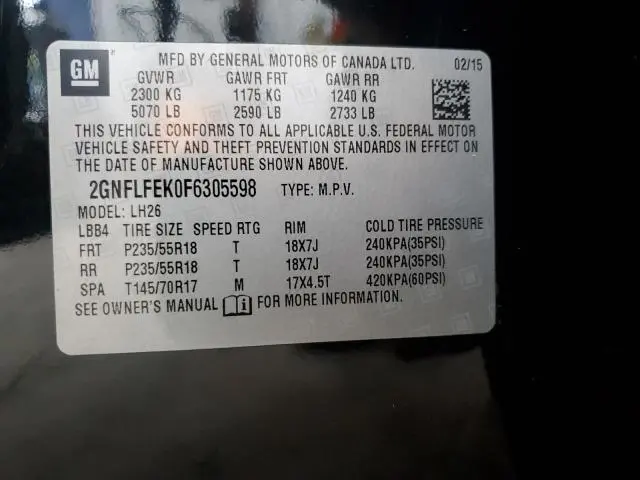 GM
MFD BY GENERAL MOTORS OF CANADA LTD. 02/15
GVWR GAWR FRT GAWR RR
2300 KG 1175 KG 1240 KG
5070 LB 2590 LB 2733 LB
THIS VEHICLE CONFORMS TO ALL APPLICABLE U.S. FEDERAL MOTOR
VEHICLE SAFETY AND THEFT PREVENTION STANDARDS IN EFFECT ON
THE DATE OF MANUFACTURE SHOWN ABOVE.
2GNFLFEK0F6305598 TYPE: M.P.V.
MODEL: LH26
LBB4 TIRE SIZE SPEED RTG RIM COLD TIRE PRESSURE
FRT P235/55R18 T 18X7J 240KPA(35PSI)
RR P235/55R18 T 18X7J 240KPA(35PSI)
SPA T145/70R17 M 17X4.5T 420KPA(60PSI)
SEE OWNER'S MANUAL FOR MORE INFORMATION.